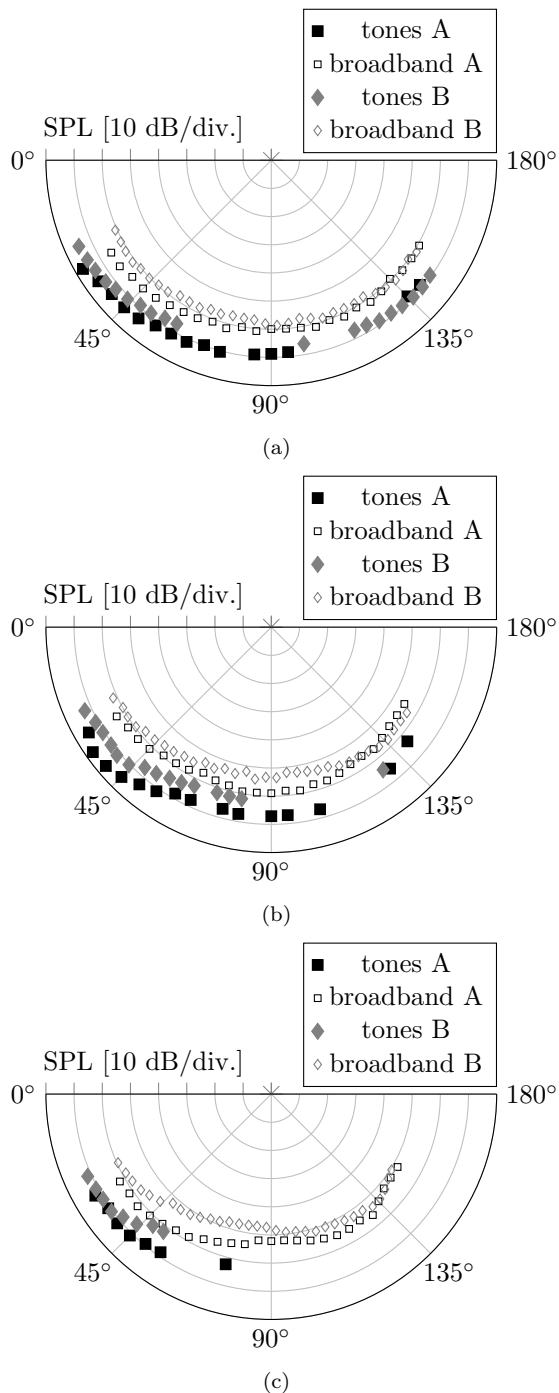 tones A
broadband A
tones B
broadband B
SPL [10 dB/div.]
0°
180°
45°
135°
90°
(a)
tones A
broadband A
tones B
broadband B
SPL [10 dB/div.]
0°
180°
45°
135°
90°
(b)
tones A
broadband A
tones B
broadband B
SPL [10 dB/div.]
0°
180°
45°
135°
90°
(c)